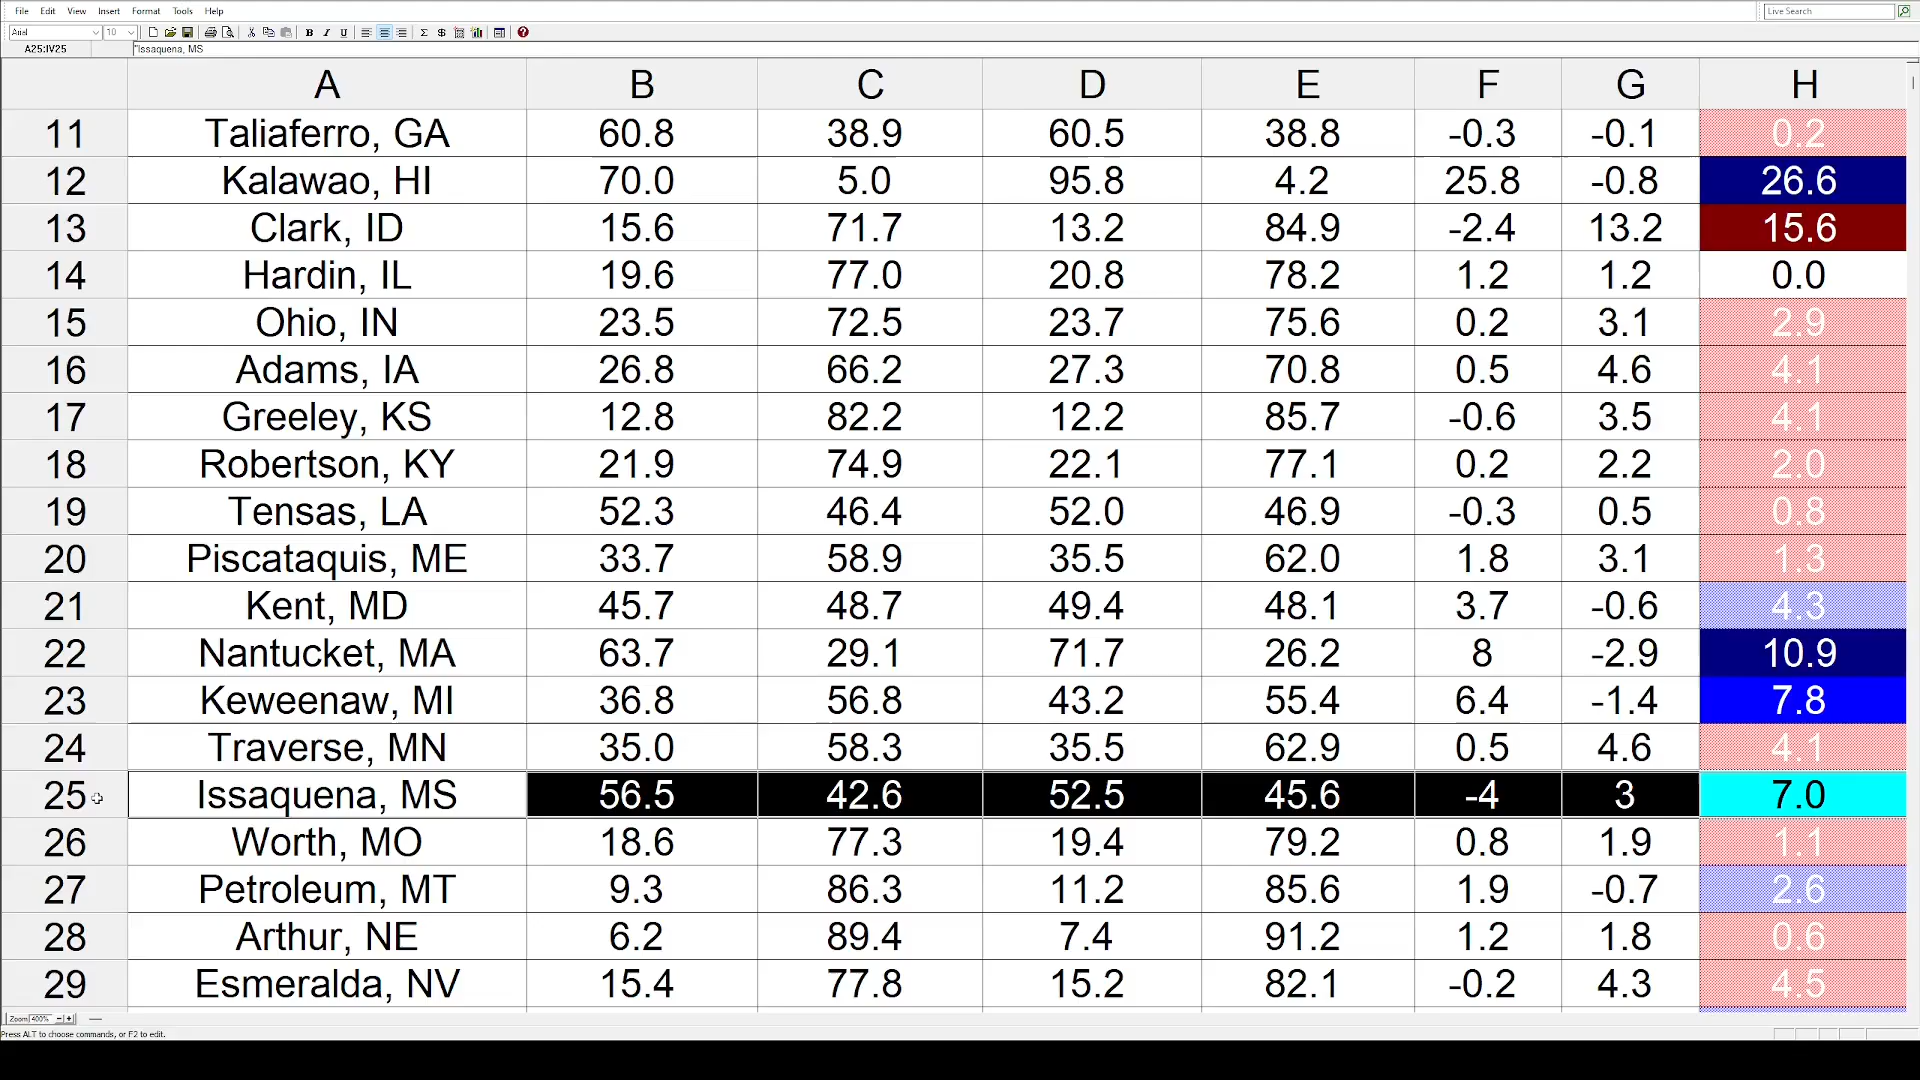 File Edit View Insert Format Tools Help Live Search
Arial 10 B I U Σ $ ?
A25:IV25 "Issaquena, MS
A B C D E F G H
11 Taliaferro, GA 60.8 38.9 60.5 38.8 -0.3 -0.1 0.2
12 Kalawao, HI 70.0 5.0 95.8 4.2 25.8 -0.8 26.6
13 Clark, ID 15.6 71.7 13.2 84.9 -2.4 13.2 15.6
14 Hardin, IL 19.6 77.0 20.8 78.2 1.2 1.2 0.0
15 Ohio, IN 23.5 72.5 23.7 75.6 0.2 3.1 2.9
16 Adams, IA 26.8 66.2 27.3 70.8 0.5 4.6 4.1
17 Greeley, KS 12.8 82.2 12.2 85.7 -0.6 3.5 4.1
18 Robertson, KY 21.9 74.9 22.1 77.1 0.2 2.2 2.0
19 Tensas, LA 52.3 46.4 52.0 46.9 -0.3 0.5 0.8
20 Piscataquis, ME 33.7 58.9 35.5 62.0 1.8 3.1 1.3
21 Kent, MD 45.7 48.7 49.4 48.1 3.7 -0.6 4.3
22 Nantucket, MA 63.7 29.1 71.7 26.2 8 -2.9 10.9
23 Keweenaw, MI 36.8 56.8 43.2 55.4 6.4 -1.4 7.8
24 Traverse, MN 35.0 58.3 35.5 62.9 0.5 4.6 4.1
25 Issaquena, MS 56.5 42.6 52.5 45.6 -4 3 7.0
26 Worth, MO 18.6 77.3 19.4 79.2 0.8 1.9 1.1
27 Petroleum, MT 9.3 86.3 11.2 85.6 1.9 -0.7 2.6
28 Arthur, NE 6.2 89.4 7.4 91.2 1.2 1.8 0.6
29 Esmeralda, NV 15.4 77.8 15.2 82.1 -0.2 4.3 4.5
Zoom 400% - +
Press ALT to choose commands, or F2 to edit.